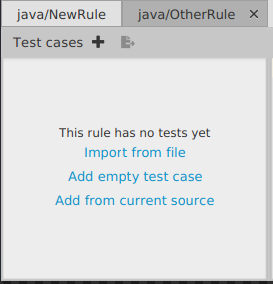 java/NewRule
java/OtherRule
Test cases
This rule has no tests yet
Import from file
Add empty test case
Add from current source